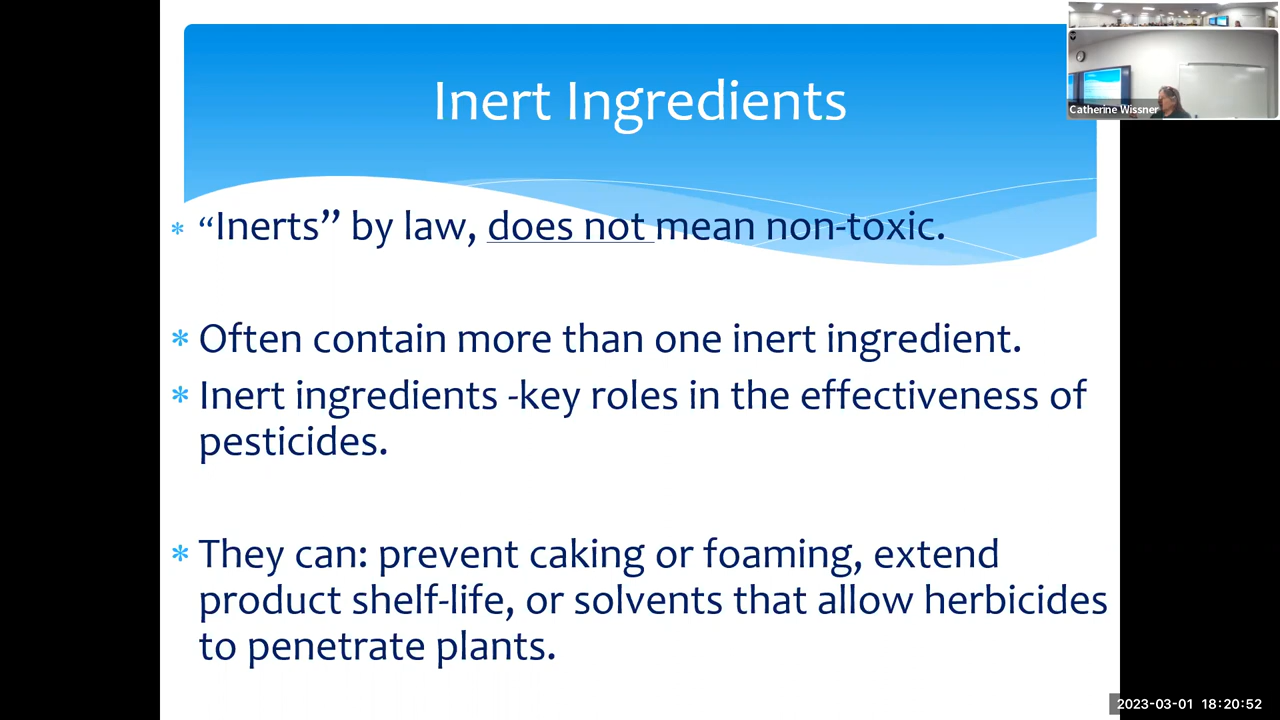 Inert Ingredients
Catherine Wissner
* “Inerts” by law, does not mean non-toxic.
* Often contain more than one inert ingredient.
* Inert ingredients -key roles in the effectiveness of
pesticides.
* They can: prevent caking or foaming, extend
product shelf-life, or solvents that allow herbicides
to penetrate plants.
2023-03-01 18:20:52